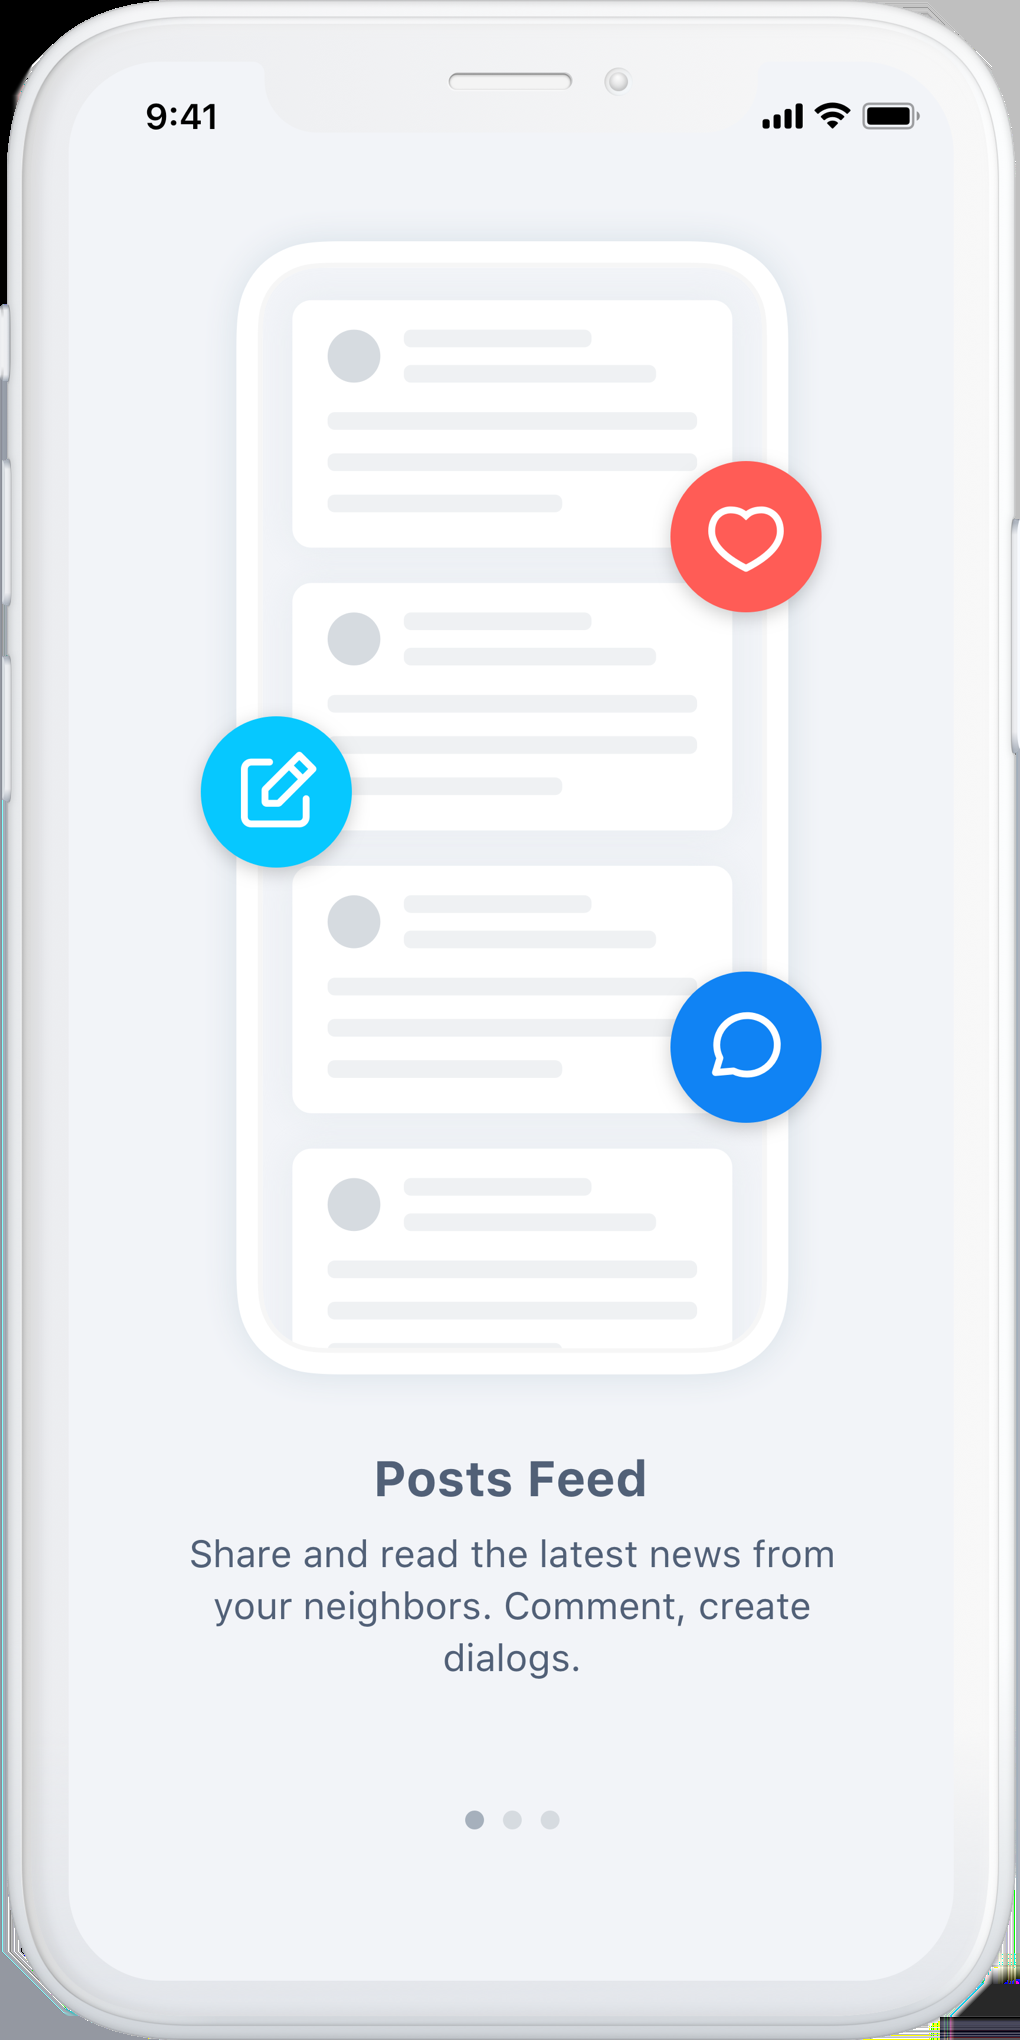 9:41
Posts Feed
Share and read the latest news from
your neighbors. Comment, create
dialogs.